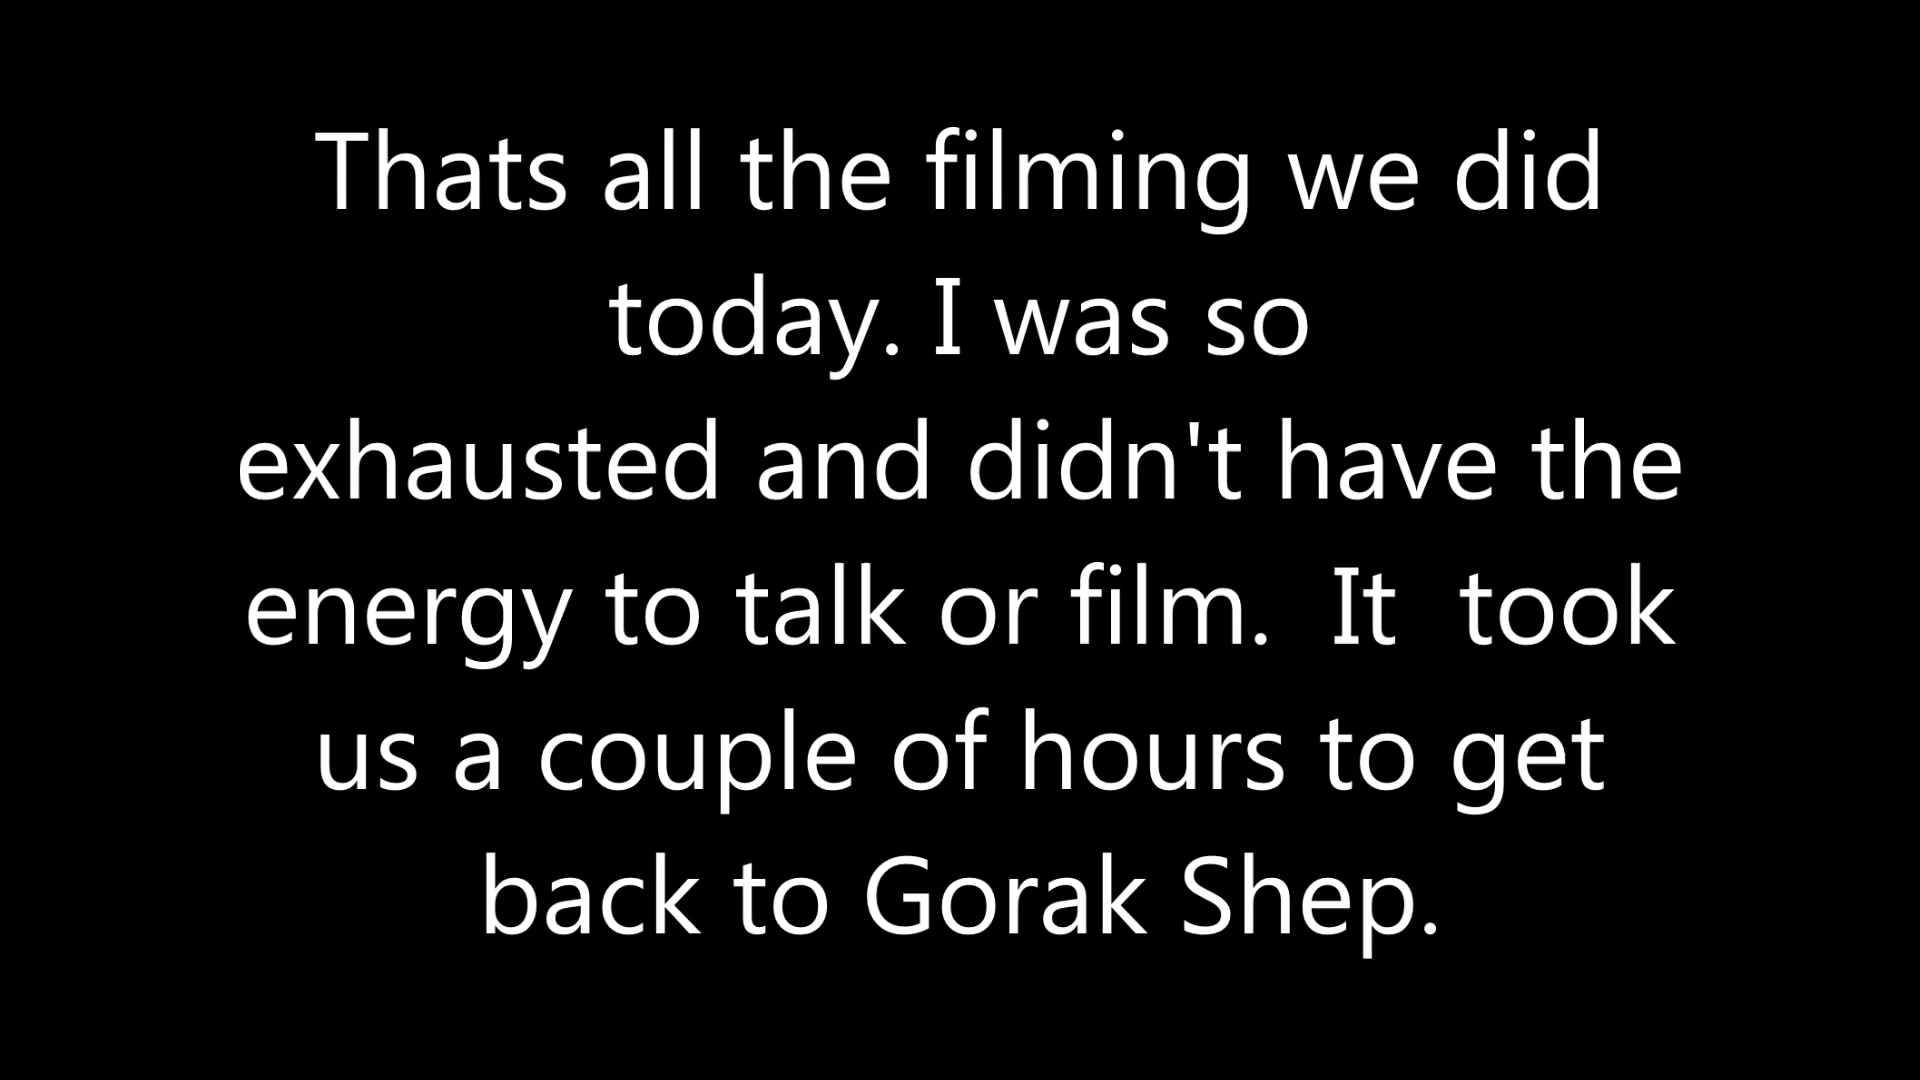 Thats all the filming we did
today. I was so
exhausted and didn't have the
energy to talk or film.  It  took
us a couple of hours to get
back to Gorak Shep.